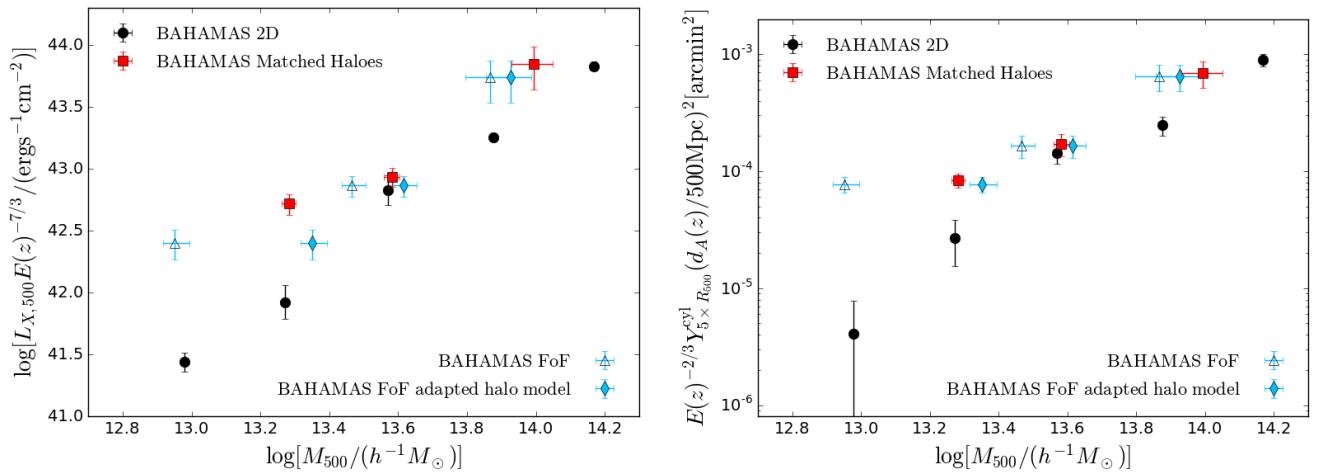 BAHAMAS 2D
BAHAMAS Matched Haloes
BAHAMAS FoF
BAHAMAS FoF adapted halo model
44.0
43.5
43.0
42.5
42.0
41.5
41.0
12.8 13.0 13.2 13.4 13.6 13.8 14.0 14.2
log[L_{X,500}E(z)^{-7/3}/(ergs^{-1}cm^{-2})]
log[M_{500}/(h^{-1}M_⊙)]
BAHAMAS 2D
BAHAMAS Matched Haloes
BAHAMAS FoF
BAHAMAS FoF adapted halo model
10^{-3}
10^{-4}
10^{-5}
10^{-6}
12.8 13.0 13.2 13.4 13.6 13.8 14.0 14.2
E(z)^{-2/3}Y^{cyl}_{5×R_{500}}(d_A(z)/500Mpc)^2[arcmin^2]
log[M_{500}/(h^{-1}M_⊙)]